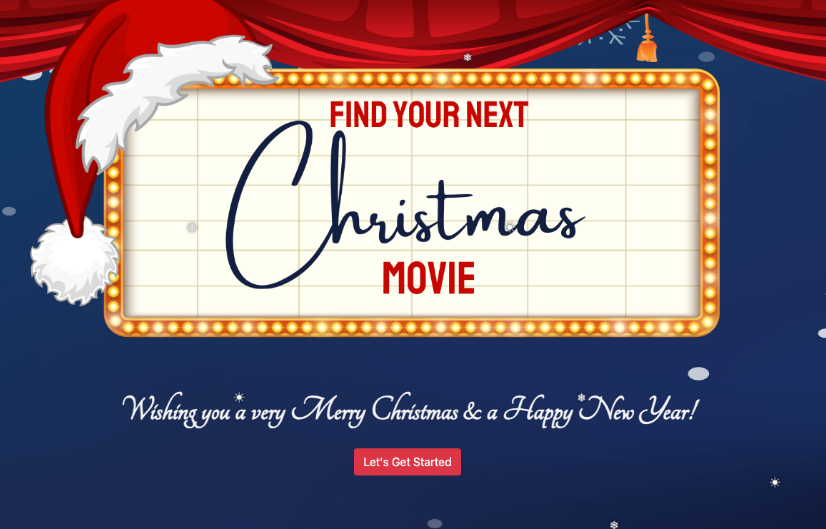 FIND YOUR NEXT
Christmas
MOVIE
Wishing you a very Merry Christmas & a Happy New Year!
Let's Get Started